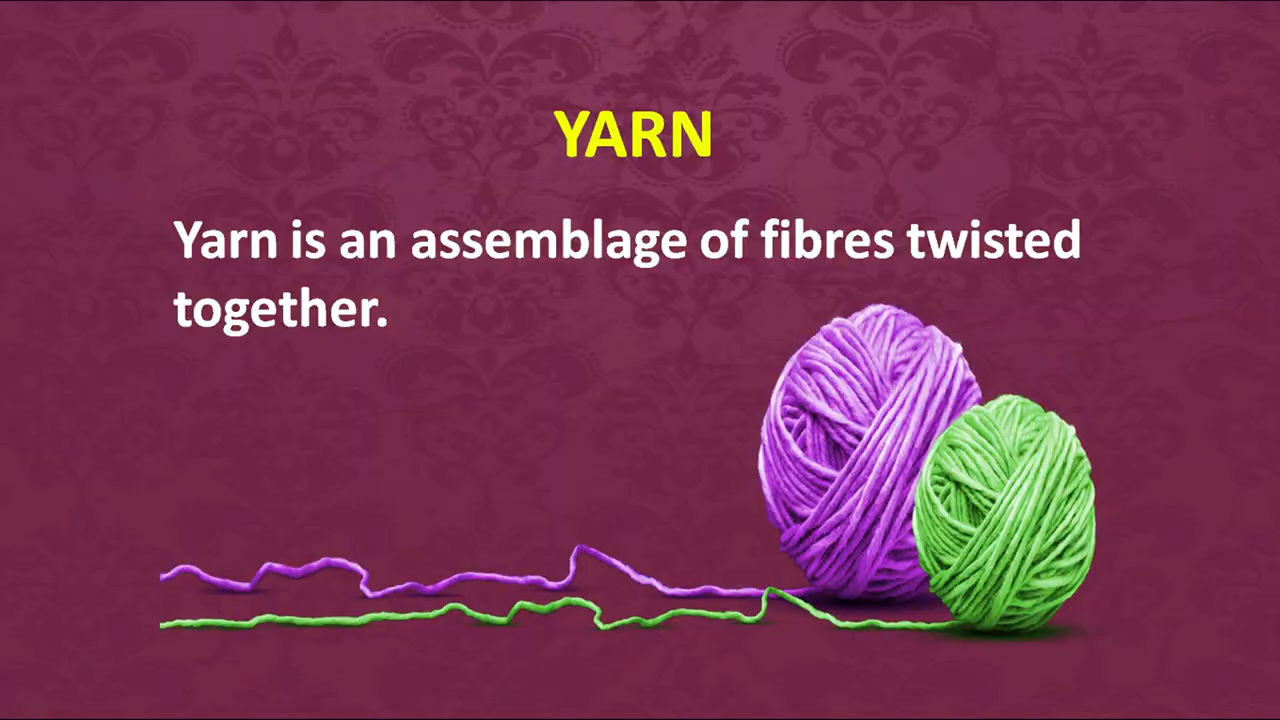 YARN
Yarn is an assemblage of fibres twisted
together.